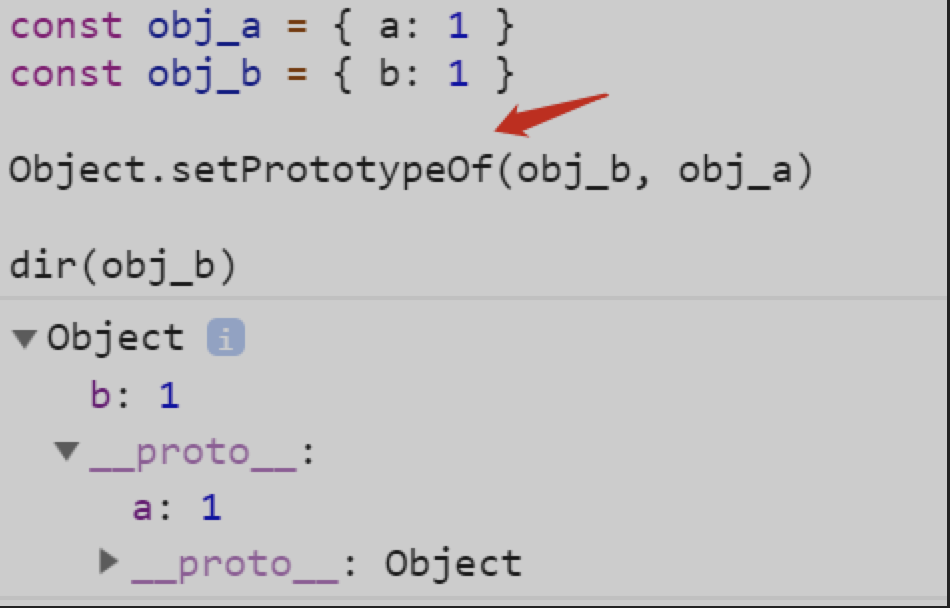 const obj_a = { a: 1 }
const obj_b = { b: 1 }
Object.setPrototypeOf(obj_b, obj_a)
dir(obj_b)
Object i
b: 1
__proto__:
a: 1
__proto__: Object